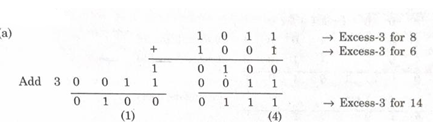 (a) 1 0 1 1 → Excess-3 for 8
+ 1 0 0 1 → Excess-3 for 6
1 0 1 0 0
Add 3 0 0 1 1 0 0 1 1
0 1 0 0 0 1 1 1 → Excess-3 for 14
(1) (4)